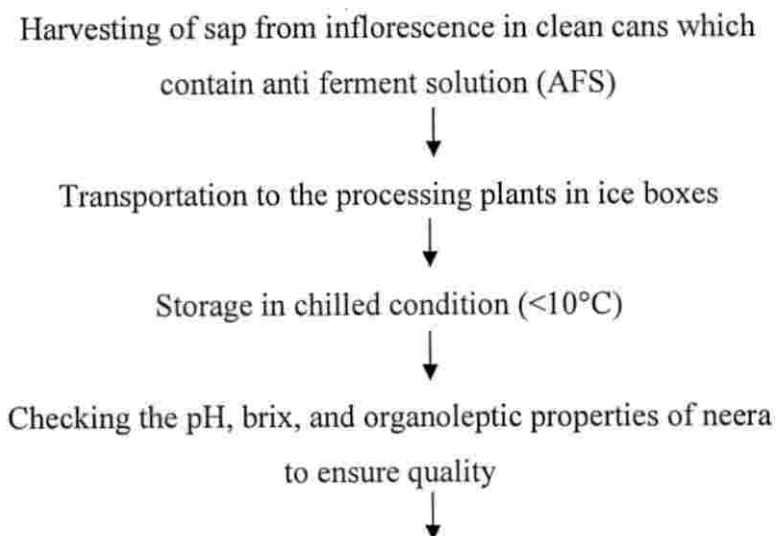 Harvesting of sap from inflorescence in clean cans which
contain anti ferment solution (AFS)
Transportation to the processing plants in ice boxes
Storage in chilled condition (<10°C)
Checking the pH, brix, and organoleptic properties of neera
to ensure quality